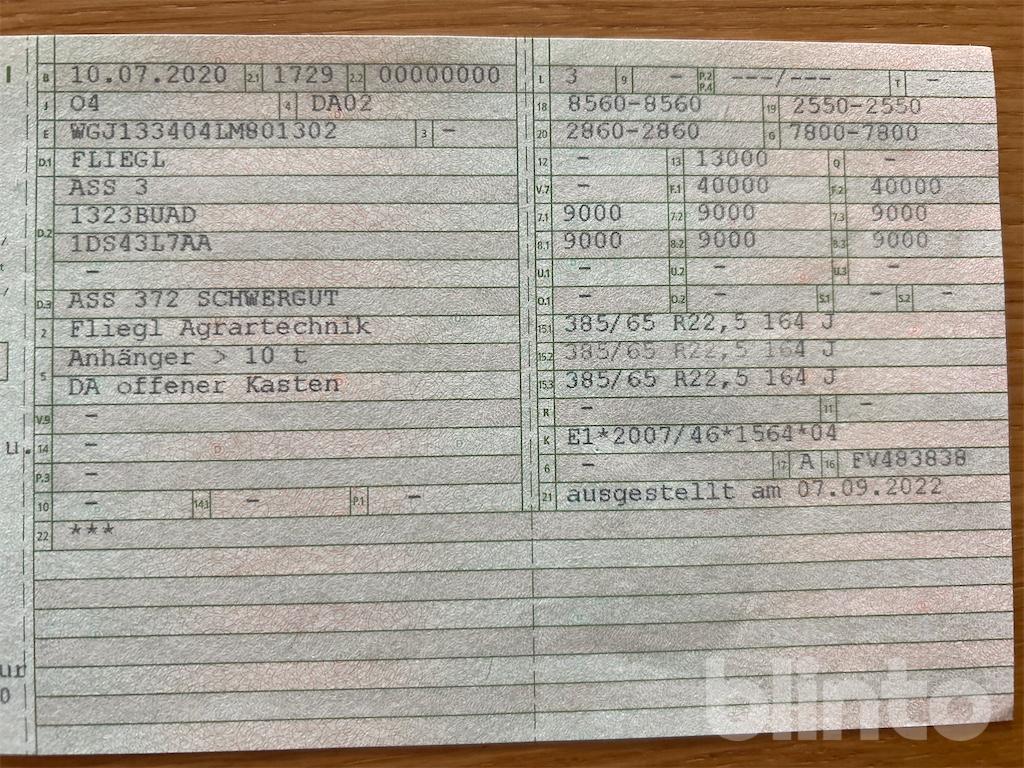 B 10.07.2020 2.1 1729 2.2 00000000
J 04 4 DA02
E WGJ133404LM801302 3 –
D.1 FLIEGL
D.2 ASS 3
1323BUAD
1DS43L7AA
–
D.3 ASS 372 SCHWERGUT
2 Fliegl Agrartechnik
5 Anhänger > 10 t
DA offener Kasten
V.9 –
14 –
P.3 –
10 – 14.1 – P.1 –
22 ***
L 3 9 – P.2 P.4 ---/--- T –
18 8560-8560 19 2550-2550
20 2860-2860 G 7800-7800
12 – 13 13000 Q –
V.7 – F.1 40000 F.2 40000
7.1 9000 7.2 9000 7.3 9000
8.1 9000 8.2 9000 8.3 9000
U.1 – U.2 – U.3 –
O.1 – O.2 – S.1 – S.2 –
15.1 385/65 R22,5 164 J
15.2 385/65 R22,5 164 J
15.3 385/65 R22,5 164 J
R – 11 –
K E1*2007/46*1564*04
6 – 17 A 16 FV483838
21 ausgestellt am 07.09.2022
u.
ur
0
blinto